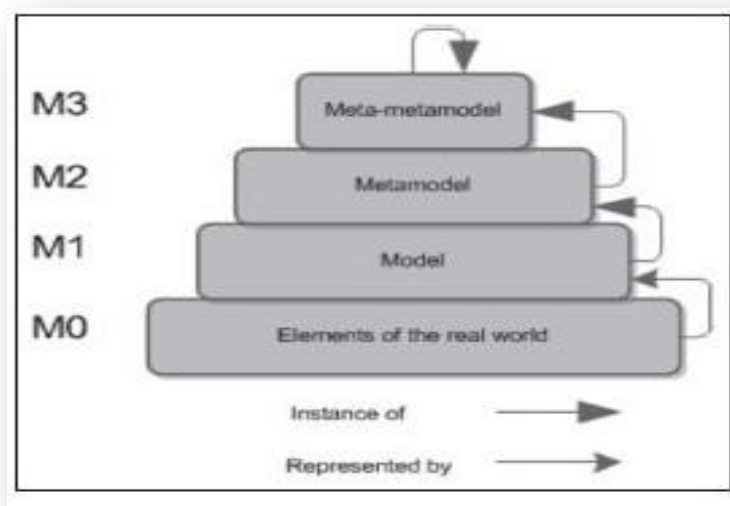 M3 Meta-metamodel
M2 Metamodel
M1 Model
M0 Elements of the real world
Instance of
Represented by